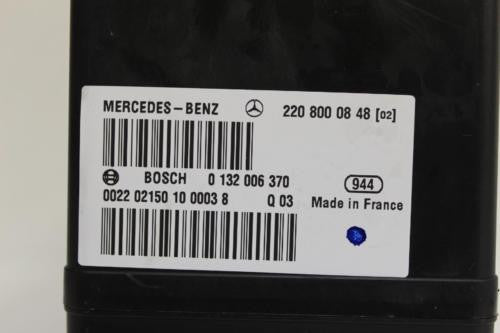 MERCEDES-BENZ 220 800 08 48 [02]
BOSCH 0 132 006 370 944
0022 02150 10 0003 8 Q 03 Made in France